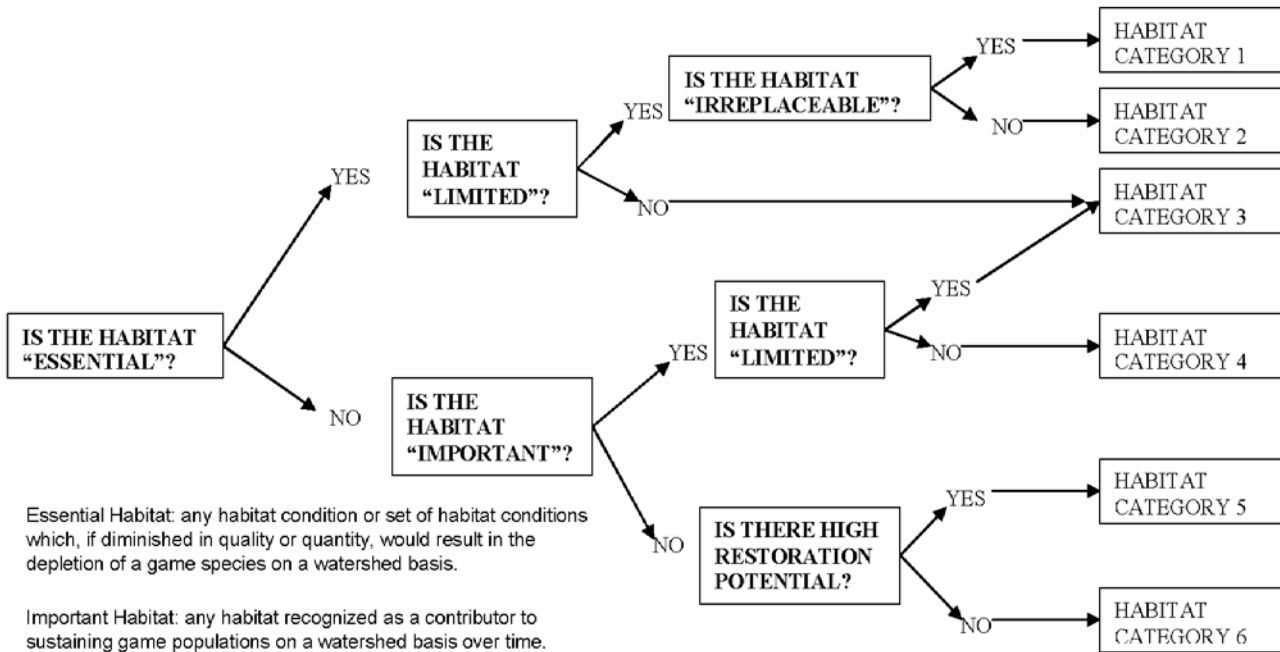 IS THE HABITAT
“ESSENTIAL”?
YES
NO
IS THE
HABITAT
“LIMITED”?
YES
NO
IS THE HABITAT
“IRREPLACEABLE”?
YES
NO
HABITAT
CATEGORY 1
HABITAT
CATEGORY 2
HABITAT
CATEGORY 3
IS THE
HABITAT
“IMPORTANT”?
YES
NO
IS THE
HABITAT
“LIMITED”?
YES
NO
HABITAT
CATEGORY 4
IS THERE HIGH
RESTORATION
POTENTIAL?
YES
NO
HABITAT
CATEGORY 5
HABITAT
CATEGORY 6
Essential Habitat: any habitat condition or set of habitat conditions
which, if diminished in quality or quantity, would result in the
depletion of a game species on a watershed basis.
Important Habitat: any habitat recognized as a contributor to
sustaining game populations on a watershed basis over time.